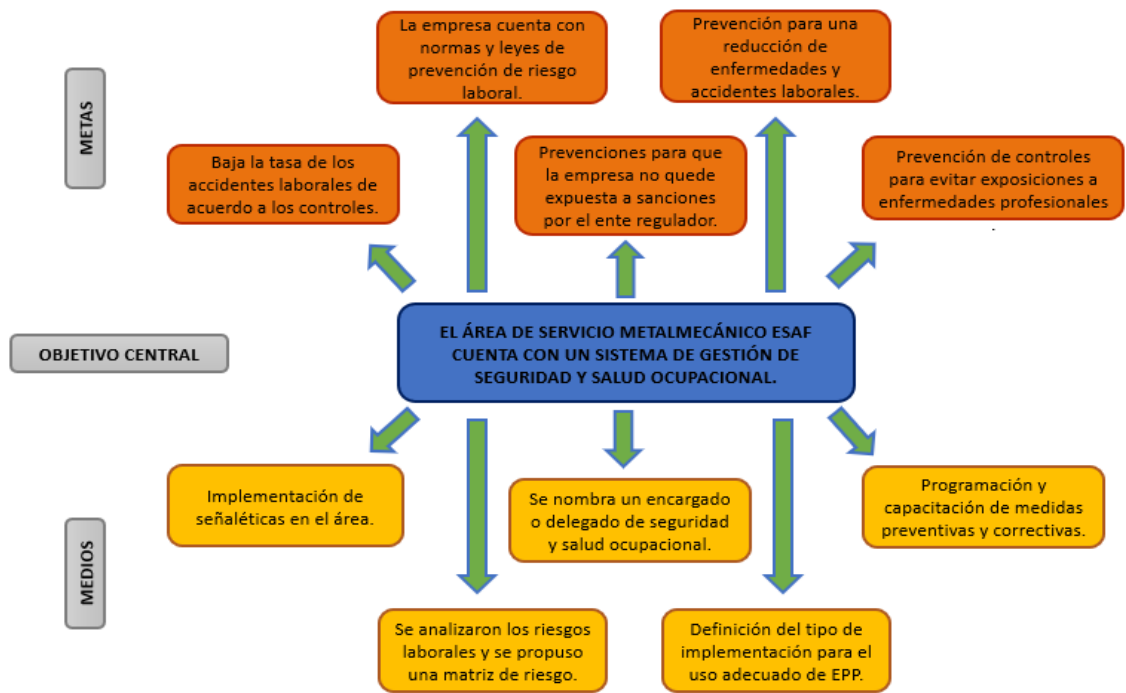 METAS
La empresa cuenta con
normas y leyes de
prevención de riesgo
laboral.
Prevención para una
reducción de
enfermedades y
accidentes laborales.
Baja la tasa de los
accidentes laborales de
acuerdo a los controles.
Prevenciones para que
la empresa no quede
expuesta a sanciones
por el ente regulador.
Prevención de controles
para evitar exposiciones a
enfermedades profesionales
.
OBJETIVO CENTRAL
EL ÁREA DE SERVICIO METALMECÁNICO ESAF
CUENTA CON UN SISTEMA DE GESTIÓN DE
SEGURIDAD Y SALUD OCUPACIONAL.
MEDIOS
Implementación de
señaléticas en el área.
Se nombra un encargado
o delegado de seguridad
y salud ocupacional.
Programación y
capacitación de medidas
preventivas y correctivas.
Se analizaron los riesgos
laborales y se propuso
una matriz de riesgo.
Definición del tipo de
implementación para el
uso adecuado de EPP.